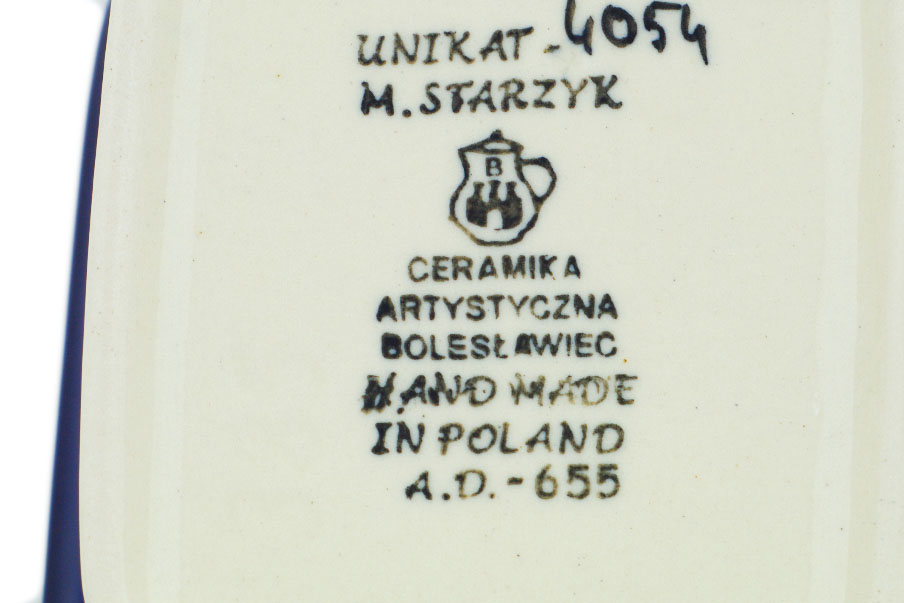 UNIKAT - 4054
M. STARZYK
B
CERAMIKA
ARTYSTYCZNA
BOLESŁAWIEC
HAND MADE
IN POLAND
A.D. - 655